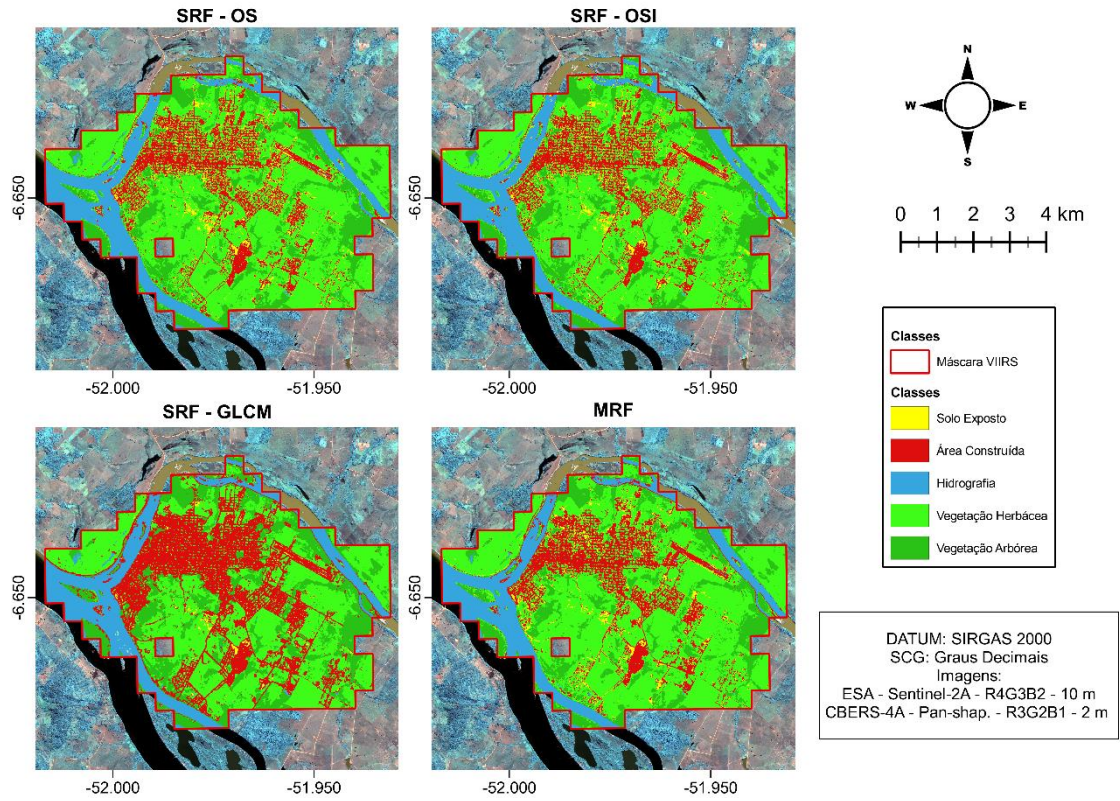 SRF - OS
SRF - OSI
N
W
E
S
-6.650
-6.650
0 1 2 3 4 km
-52.000
-51.950
-52.000
-51.950
SRF - GLCM
MRF
Classes
Máscara VIIRS
Classes
Solo Exposto
Área Construída
Hidrografia
Vegetação Herbácea
Vegetação Arbórea
-6.650
-6.650
DATUM: SIRGAS 2000
SCG: Graus Decimais
Imagens:
ESA - Sentinel-2A - R4G3B2 - 10 m
CBERS-4A - Pan-shap. - R3G2B1 - 2 m
-52.000
-51.950
-52.000
-51.950